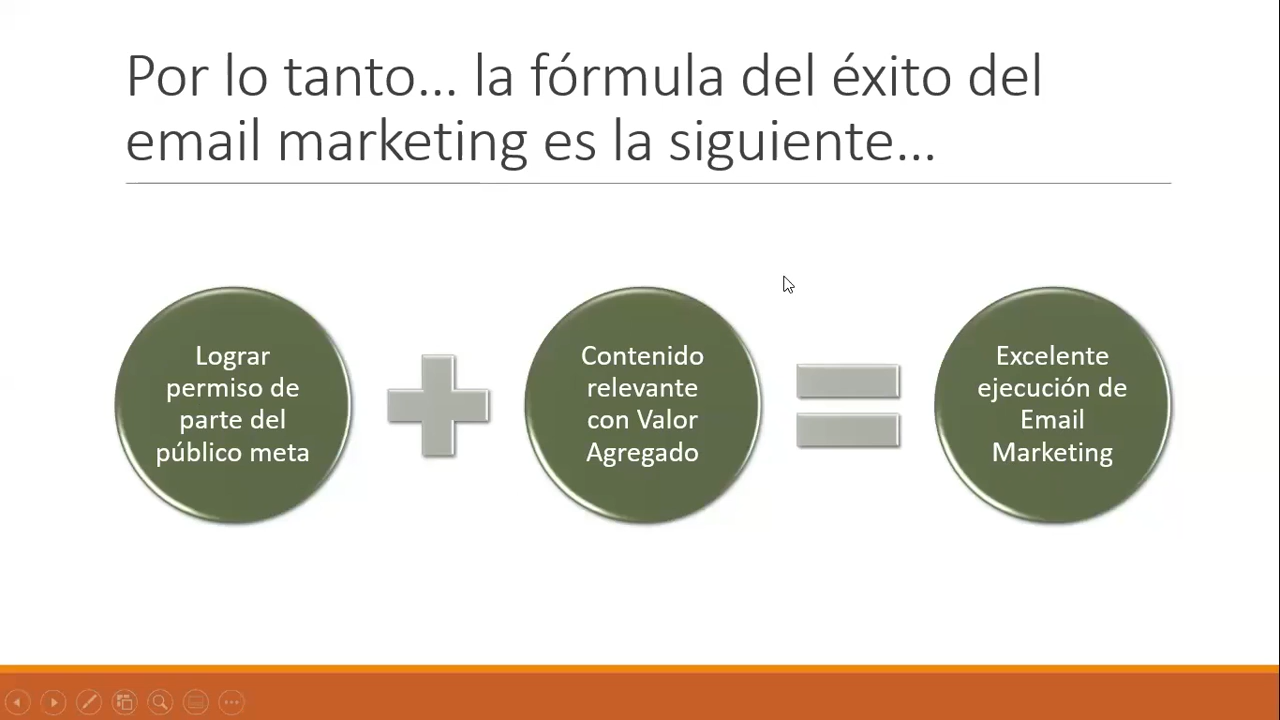 Por lo tanto... la fórmula del éxito del
email marketing es la siguiente...
Lograr
permiso de
parte del
público meta
Contenido
relevante
con Valor
Agregado
Excelente
ejecución de
Email
Marketing